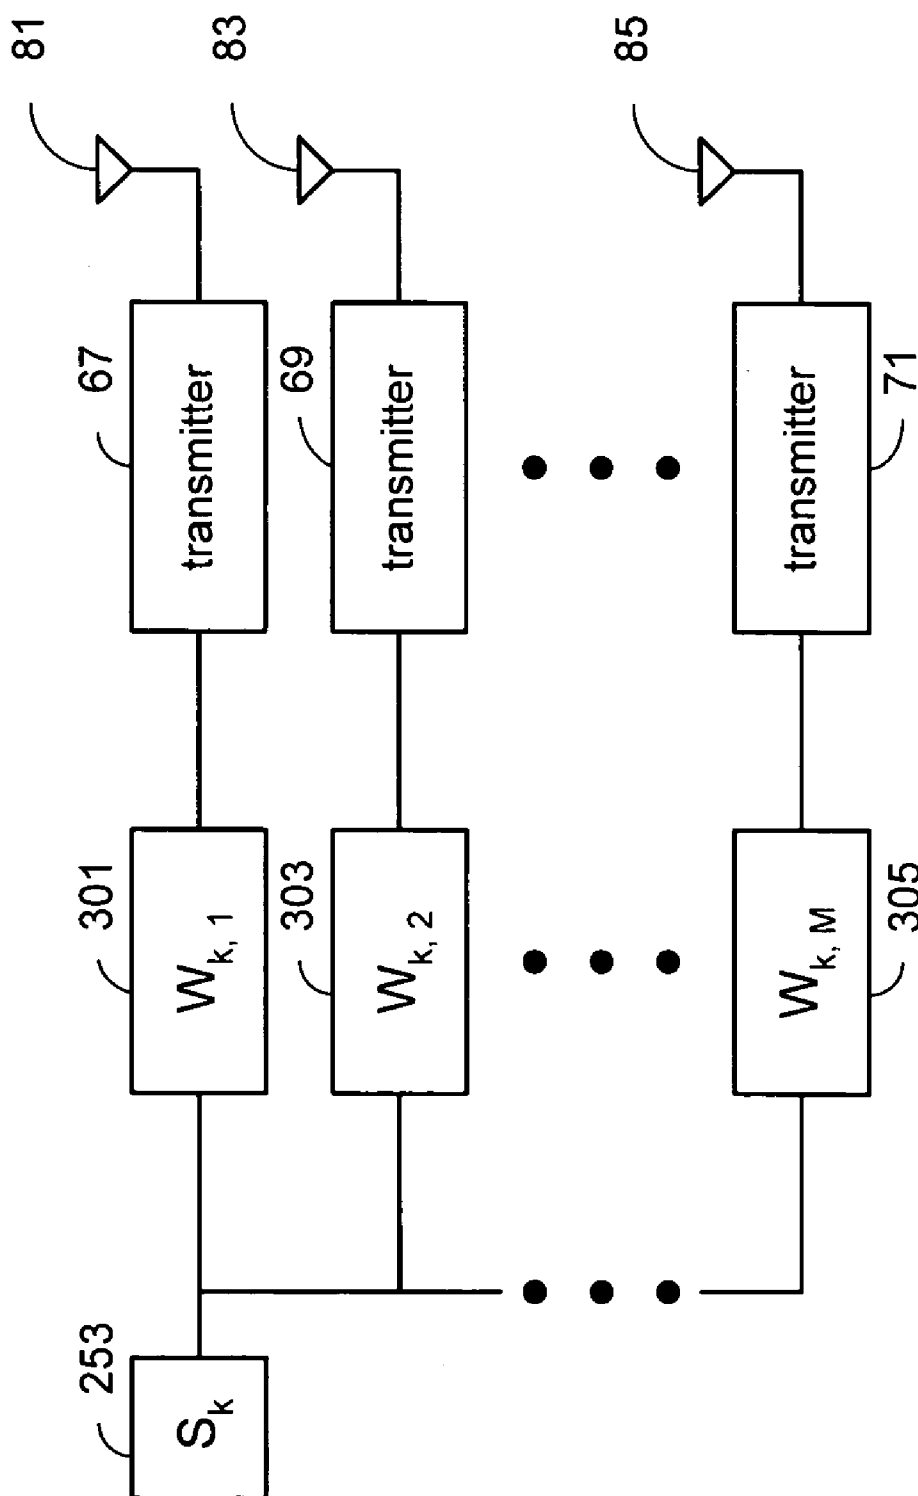 253
S_k
301
W_{k, 1}
67
transmitter
81
303
W_{k, 2}
69
transmitter
83
W_{k, M}
305
transmitter
71
85